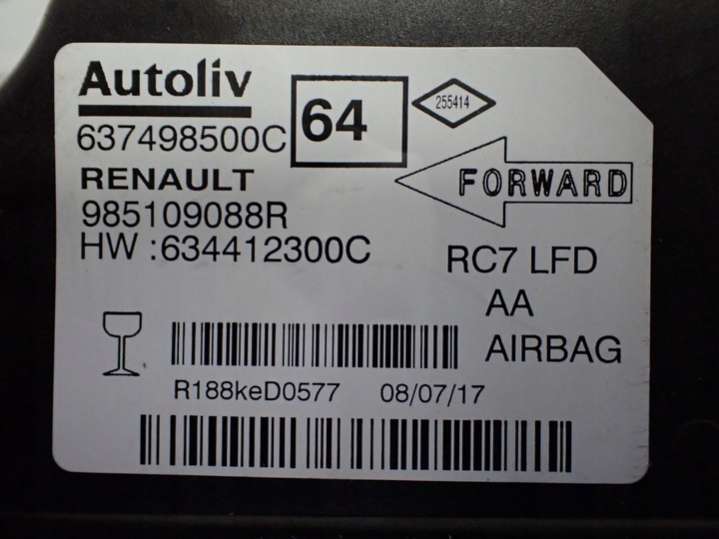 Autoliv
64
255414
637498500C
RENAULT
FORWARD
985109088R
HW :634412300C
RC7 LFD
AA
AIRBAG
R188keD0577 08/07/17